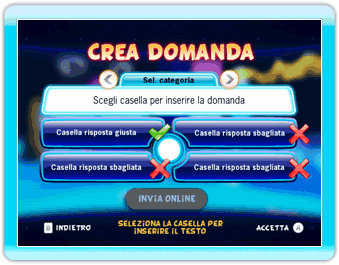 CREA DOMANDA
Sel. categoria
Scegli casella per inserire la domanda
Casella risposta giusta
Casella risposta sbagliata
Casella risposta sbagliata
Casella risposta sbagliata
INVIA ONLINE
B INDIETRO
SELEZIONA LA CASELLA PER
INSERIRE IL TESTO
ACCETTA A